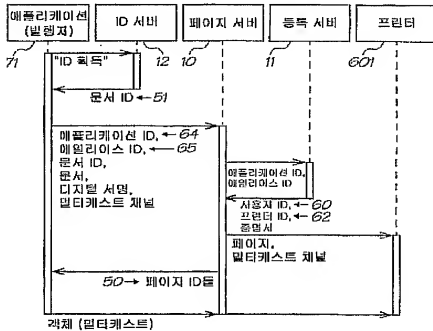 애플리케이션
(발행자)
ID 서버
페이지 서버
등록 서버
프린터
71
12
10
11
601
"ID 획득"
문서 ID
51
애플리케이션 ID,
64
에일리어스 ID,
65
문서 ID,
문서,
디지털 서명,
멀티캐스트 채널
애플리케이션 ID,
에일리어스 ID
사용자 ID,
60
프린터 ID,
62
증명서
페이지,
멀티캐스트 채널
50
페이지 ID들
객체 (멀티캐스트)